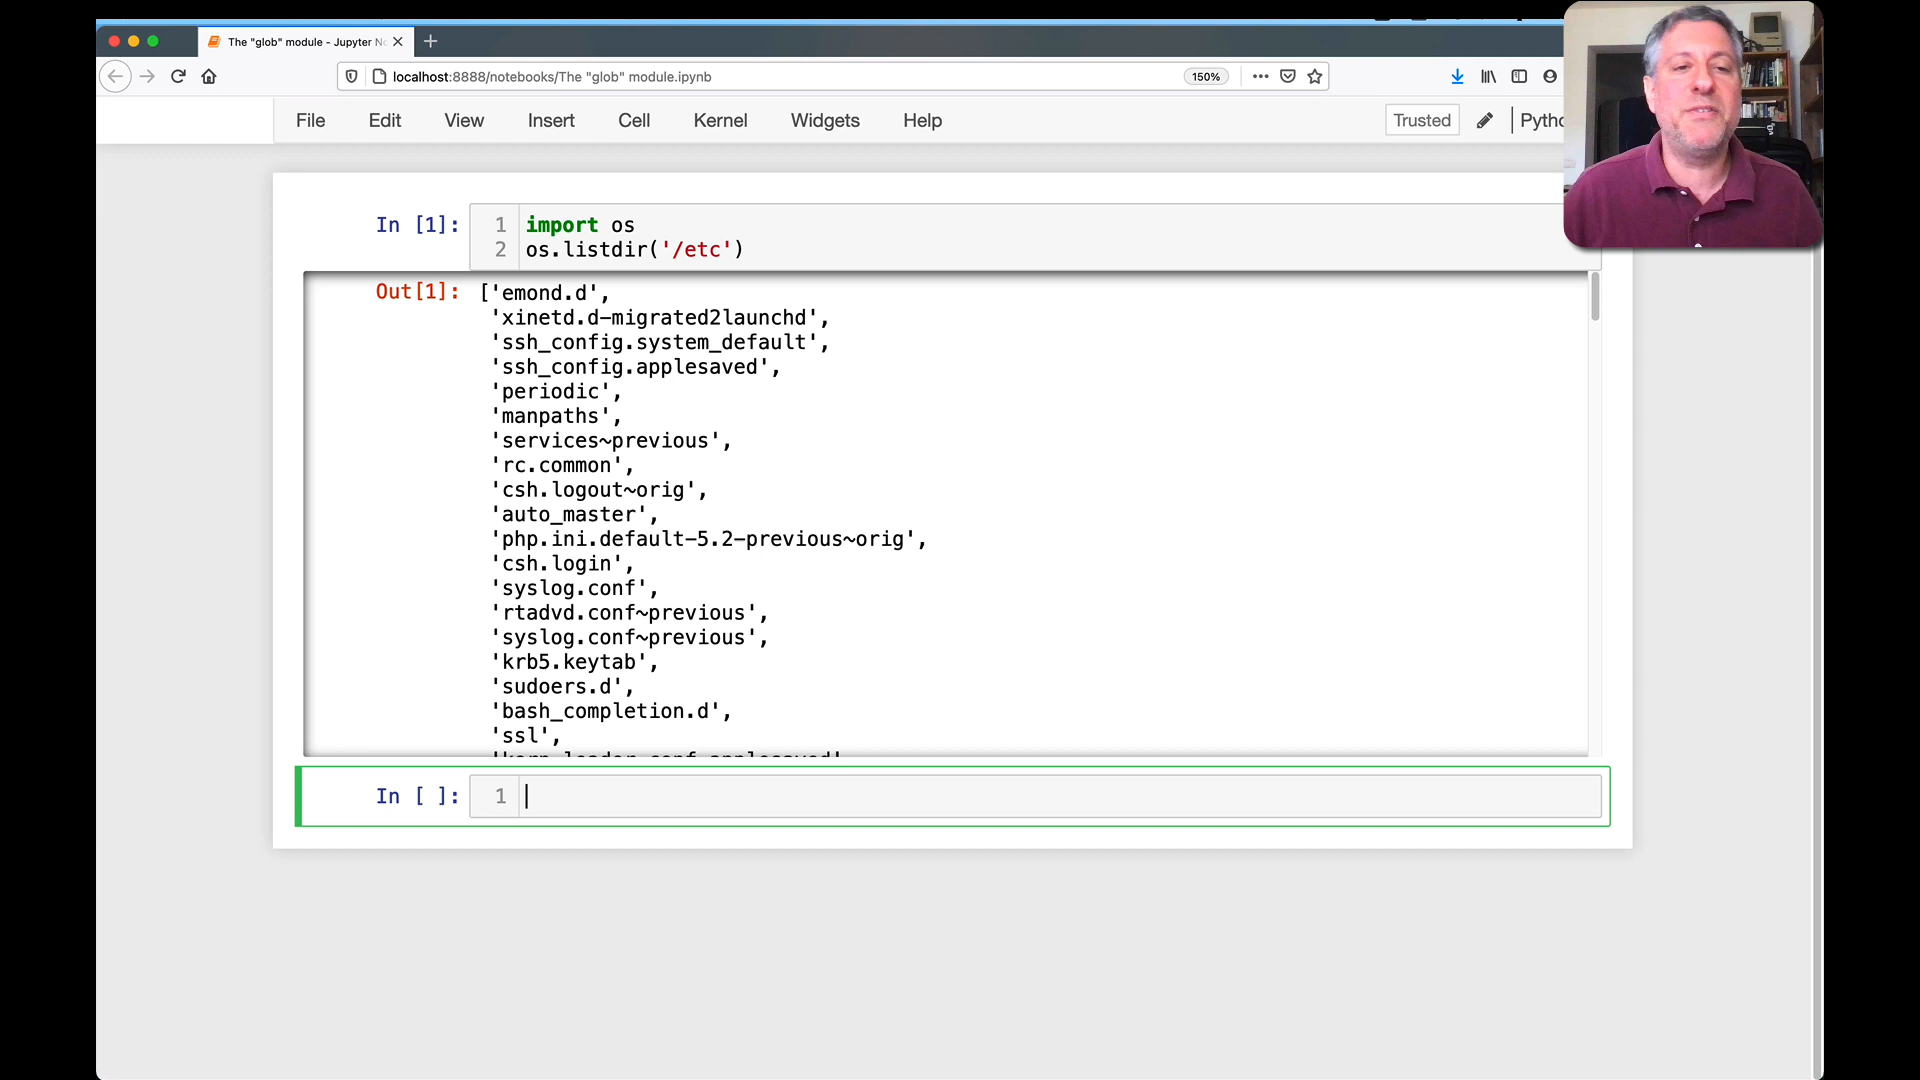 The "glob" module - Jupyter No
localhost:8888/notebooks/The "glob" module.ipynb
150%
File Edit View Insert Cell Kernel Widgets Help
Trusted
Pytho
In [1]:
1 import os
2 os.listdir('/etc')
Out[1]: ['emond.d',
'xinetd.d-migrated2launchd',
'ssh_config.system_default',
'ssh_config.applesaved',
'periodic',
'manpaths',
'services~previous',
'rc.common',
'csh.logout~orig',
'auto_master',
'php.ini.default-5.2-previous~orig',
'csh.login',
'syslog.conf',
'rtadvd.conf~previous',
'syslog.conf~previous',
'krb5.keytab',
'sudoers.d',
'bash_completion.d',
'ssl',
In [ ]: 1